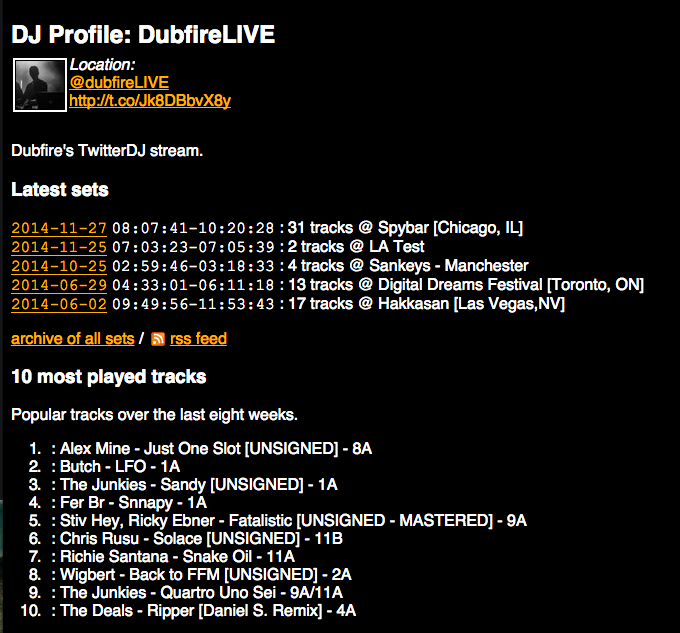 DJ Profile: DubfireLIVE
Location:
@dubfireLIVE
http://t.co/Jk8DBbvX8y
Dubfire's TwitterDJ stream.
Latest sets
2014-11-27 08:07:41-10:20:28 : 31 tracks @ Spybar [Chicago, IL]
2014-11-25 07:03:23-07:05:39 : 2 tracks @ LA Test
2014-10-25 02:59:46-03:18:33 : 4 tracks @ Sankeys - Manchester
2014-06-29 04:33:01-06:11:18 : 13 tracks @ Digital Dreams Festival [Toronto, ON]
2014-06-02 09:49:56-11:53:43 : 17 tracks @ Hakkasan [Las Vegas,NV]
archive of all sets / rss feed
10 most played tracks
Popular tracks over the last eight weeks.
1. : Alex Mine - Just One Slot [UNSIGNED] - 8A
2. : Butch - LFO - 1A
3. : The Junkies - Sandy [UNSIGNED] - 1A
4. : Fer Br - Snnapy - 1A
5. : Stiv Hey, Ricky Ebner - Fatalistic [UNSIGNED - MASTERED] - 9A
6. : Chris Rusu - Solace [UNSIGNED] - 11B
7. : Richie Santana - Snake Oil - 11A
8. : Wigbert - Back to FFM [UNSIGNED] - 2A
9. : The Junkies - Quartro Uno Sei - 9A/11A
10. : The Deals - Ripper [Daniel S. Remix] - 4A